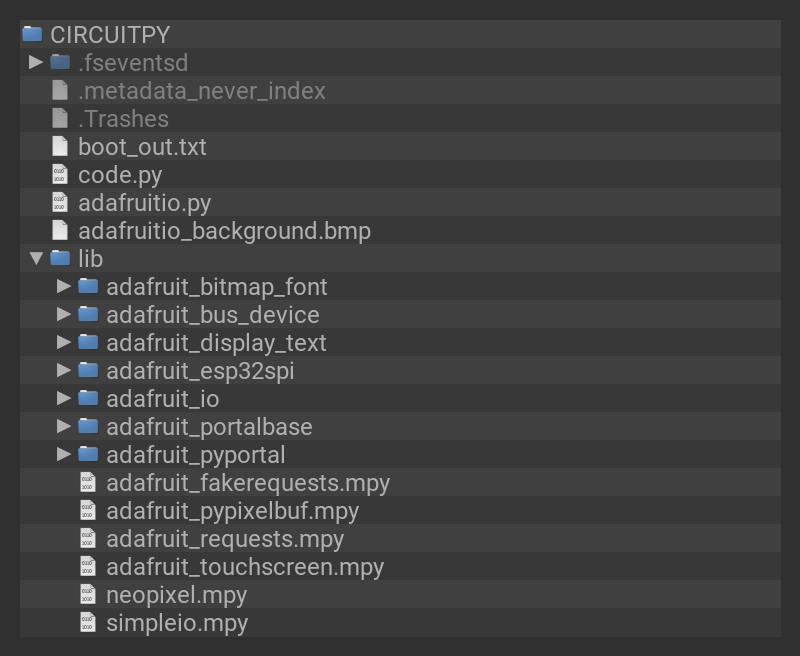 CIRCUITPY
.fseventsd
.metadata_never_index
.Trashes
boot_out.txt
code.py
adafruitio.py
adafruitio_background.bmp
lib
adafruit_bitmap_font
adafruit_bus_device
adafruit_display_text
adafruit_esp32spi
adafruit_io
adafruit_portalbase
adafruit_pyportal
adafruit_fakerequests.mpy
adafruit_pypixelbuf.mpy
adafruit_requests.mpy
adafruit_touchscreen.mpy
neopixel.mpy
simpleio.mpy